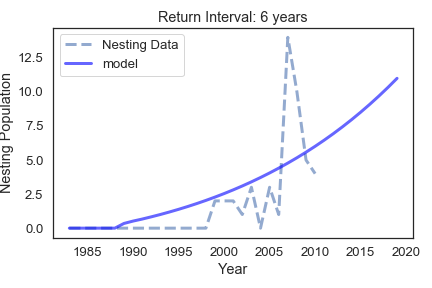 Return Interval: 6 years
Nesting Data
model
12.5
10.0
7.5
5.0
2.5
0.0
Nesting Population
1985 1990 1995 2000 2005 2010 2015 2020
Year